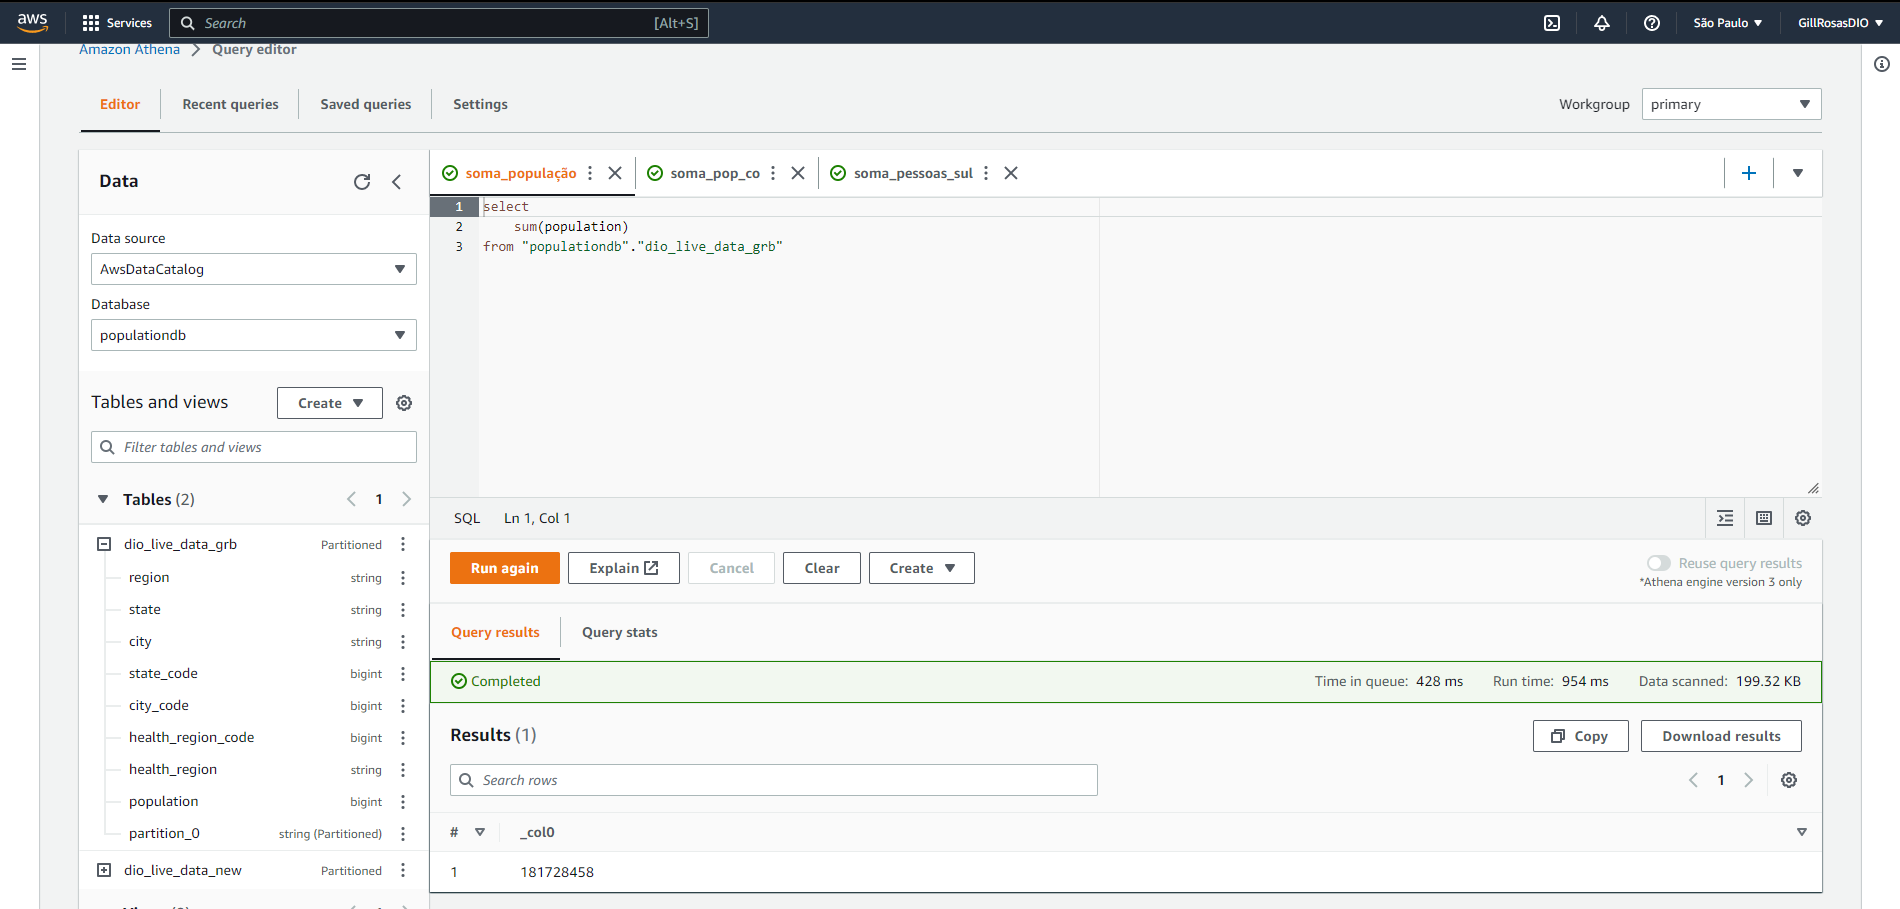 aws
Services
Search
[Alt+S]
São Paulo
GillRosasDIO
Amazon Athena
Query editor
Editor
Recent queries
Saved queries
Settings
Workgroup
primary
Data
Data source
AwsDataCatalog
Database
populationdb
Tables and views
Create
Filter tables and views
Tables (2)
1
dio_live_data_grb
Partitioned
region
string
state
string
city
string
state_code
bigint
city_code
bigint
health_region_code
bigint
health_region
string
population
bigint
partition_0
string (Partitioned)
dio_live_data_new
Partitioned
soma_população
soma_pop_co
soma_pessoas_sul
1 select
2 sum(population)
3 from "populationdb"."dio_live_data_grb"
SQL
Ln 1, Col 1
Run again
Explain
Cancel
Clear
Create
Reuse query results
*Athena engine version 3 only
Query results
Query stats
Completed
Time in queue: 428 ms
Run time: 954 ms
Data scanned: 199.32 KB
Results (1)
Copy
Download results
Search rows
1
#
_col0
1
181728458